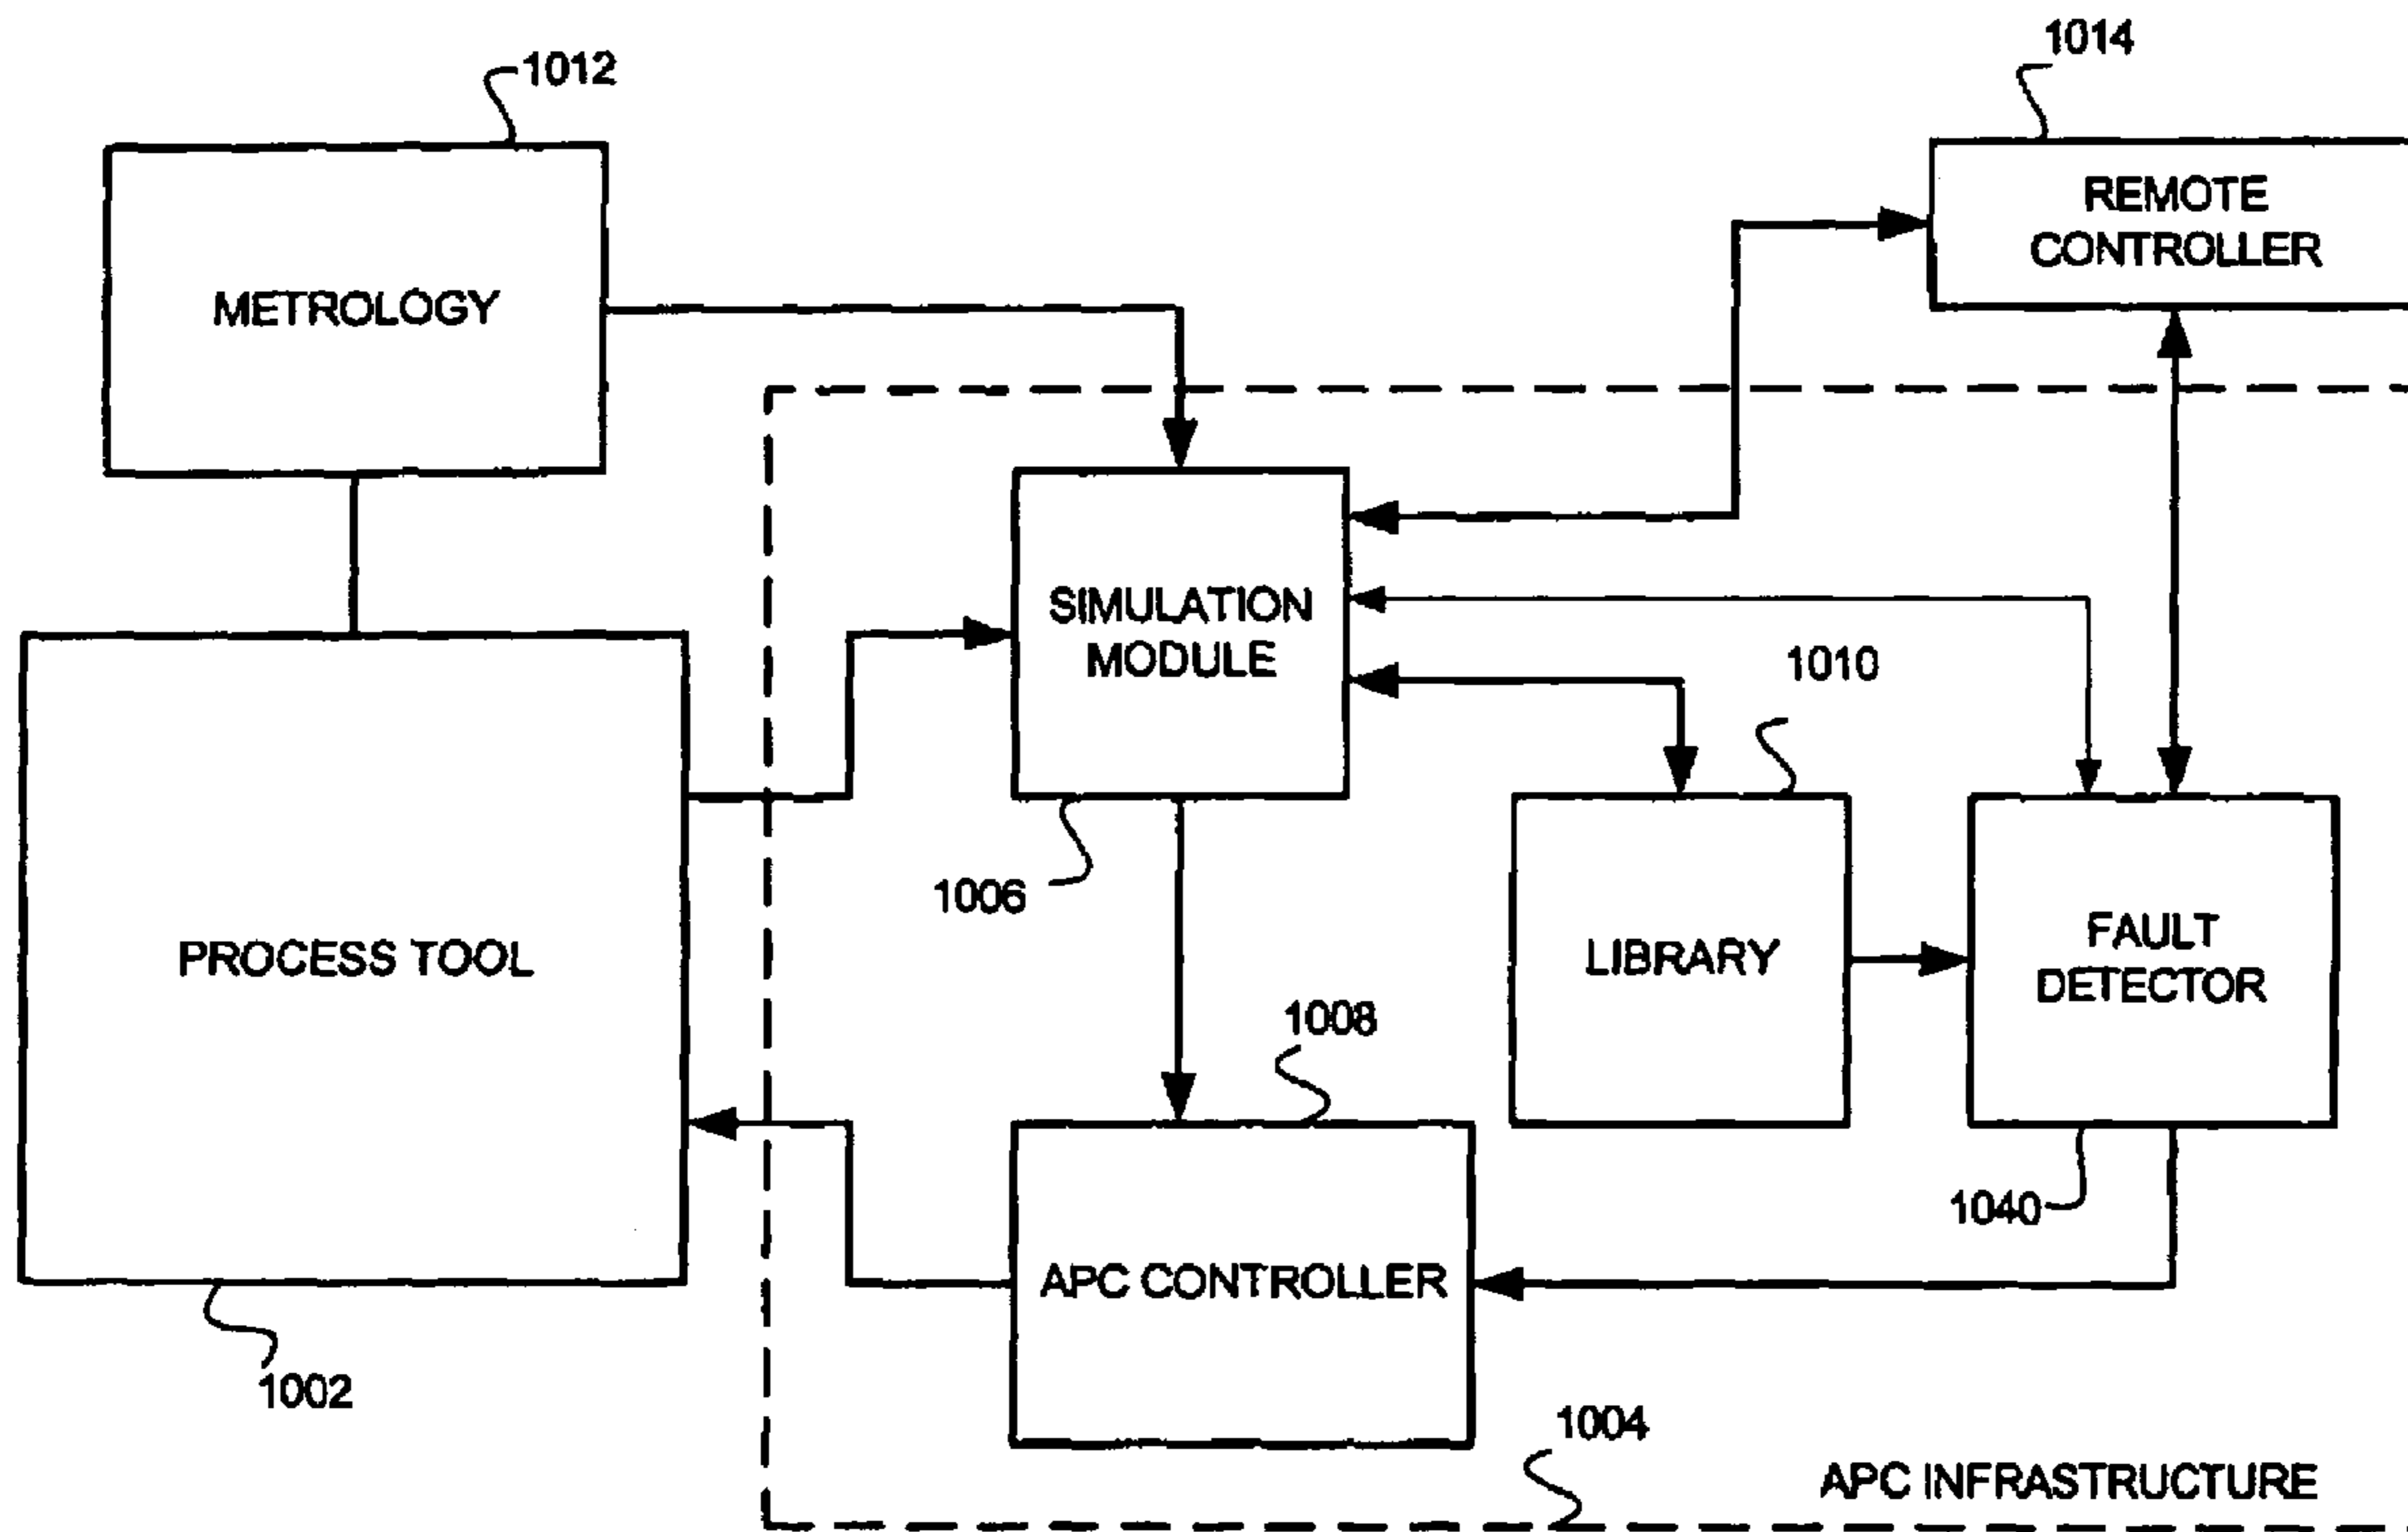 1012
1014
REMOTE
CONTROLLER
METROLOGY
SIMULATION
MODULE
1010
1006
PROCESS TOOL
LIBRARY
FAULT
DETECTOR
1008
1040
APC CONTROLLER
1002
1004
APC INFRASTRUCTURE